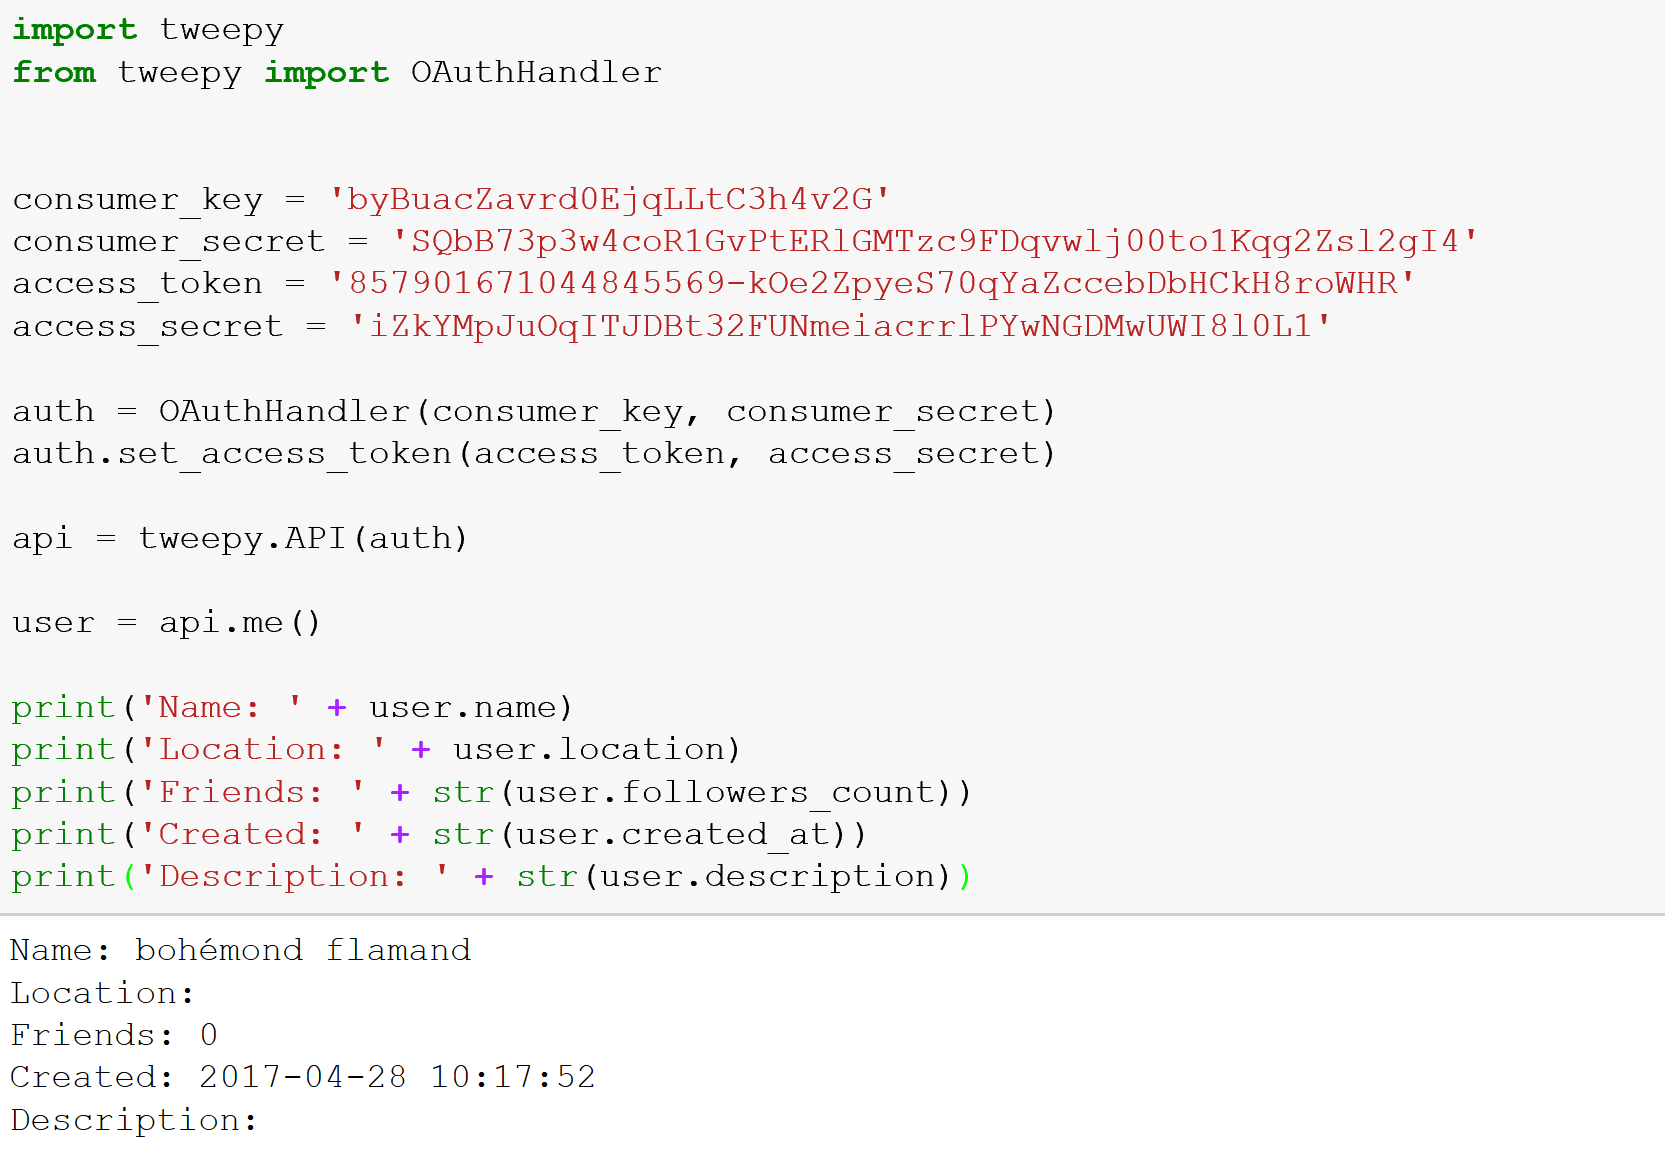 import tweepy
from tweepy import OAuthHandler
consumer_key = 'byBuacZavrd0EjqLLtC3h4v2G'
consumer_secret = 'SQbB73p3w4coR1GvPtERlGMTzc9FDqvwlj00to1Kqg2Zsl2gI4'
access_token = '857901671044845569-kOe2ZpyeS70qYaZccebDbHCkH8roWHR'
access_secret = 'iZkYMpJuOqITJDBt32FUNmeiacrrlPYwNGDMwUWI8l0L1'
auth = OAuthHandler(consumer_key, consumer_secret)
auth.set_access_token(access_token, access_secret)
api = tweepy.API(auth)
user = api.me()
print('Name: ' + user.name)
print('Location: ' + user.location)
print('Friends: ' + str(user.followers_count))
print('Created: ' + str(user.created_at))
print('Description: ' + str(user.description))
Name: bohémond flamand
Location:
Friends: 0
Created: 2017-04-28 10:17:52
Description: